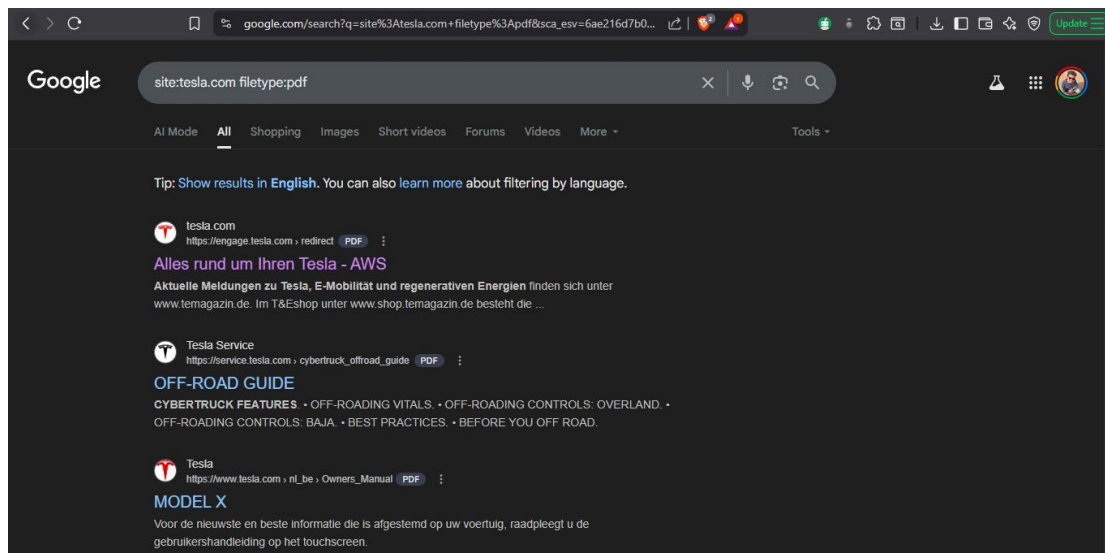 google.com/search?q=site%3Atesla.com+filetype%3Apdf&sca_esv=6ae216d7b0...
2
Update
Google
site:tesla.com filetype:pdf
AI Mode All Shopping Images Short videos Forums Videos More Tools
Tip: Show results in English. You can also learn more about filtering by language.
tesla.com
https://engage.tesla.com › redirect PDF
Alles rund um Ihren Tesla - AWS
Aktuelle Meldungen zu Tesla, E-Mobilität und regenerativen Energien finden sich unter
www.temagazin.de. Im T&Eshop unter www.shop.temagazin.de besteht die ...
Tesla Service
https://service.tesla.com › cybertruck_offroad_guide PDF
OFF-ROAD GUIDE
CYBERTRUCK FEATURES. • OFF-ROADING VITALS. • OFF-ROADING CONTROLS: OVERLAND. •
OFF-ROADING CONTROLS: BAJA. • BEST PRACTICES. • BEFORE YOU OFF ROAD.
Tesla
https://www.tesla.com › nl_be › Owners_Manual PDF
MODEL X
Voor de nieuwste en beste informatie die is afgestemd op uw voertuig, raadpleegt u de
gebruikershandleiding op het touchscreen.